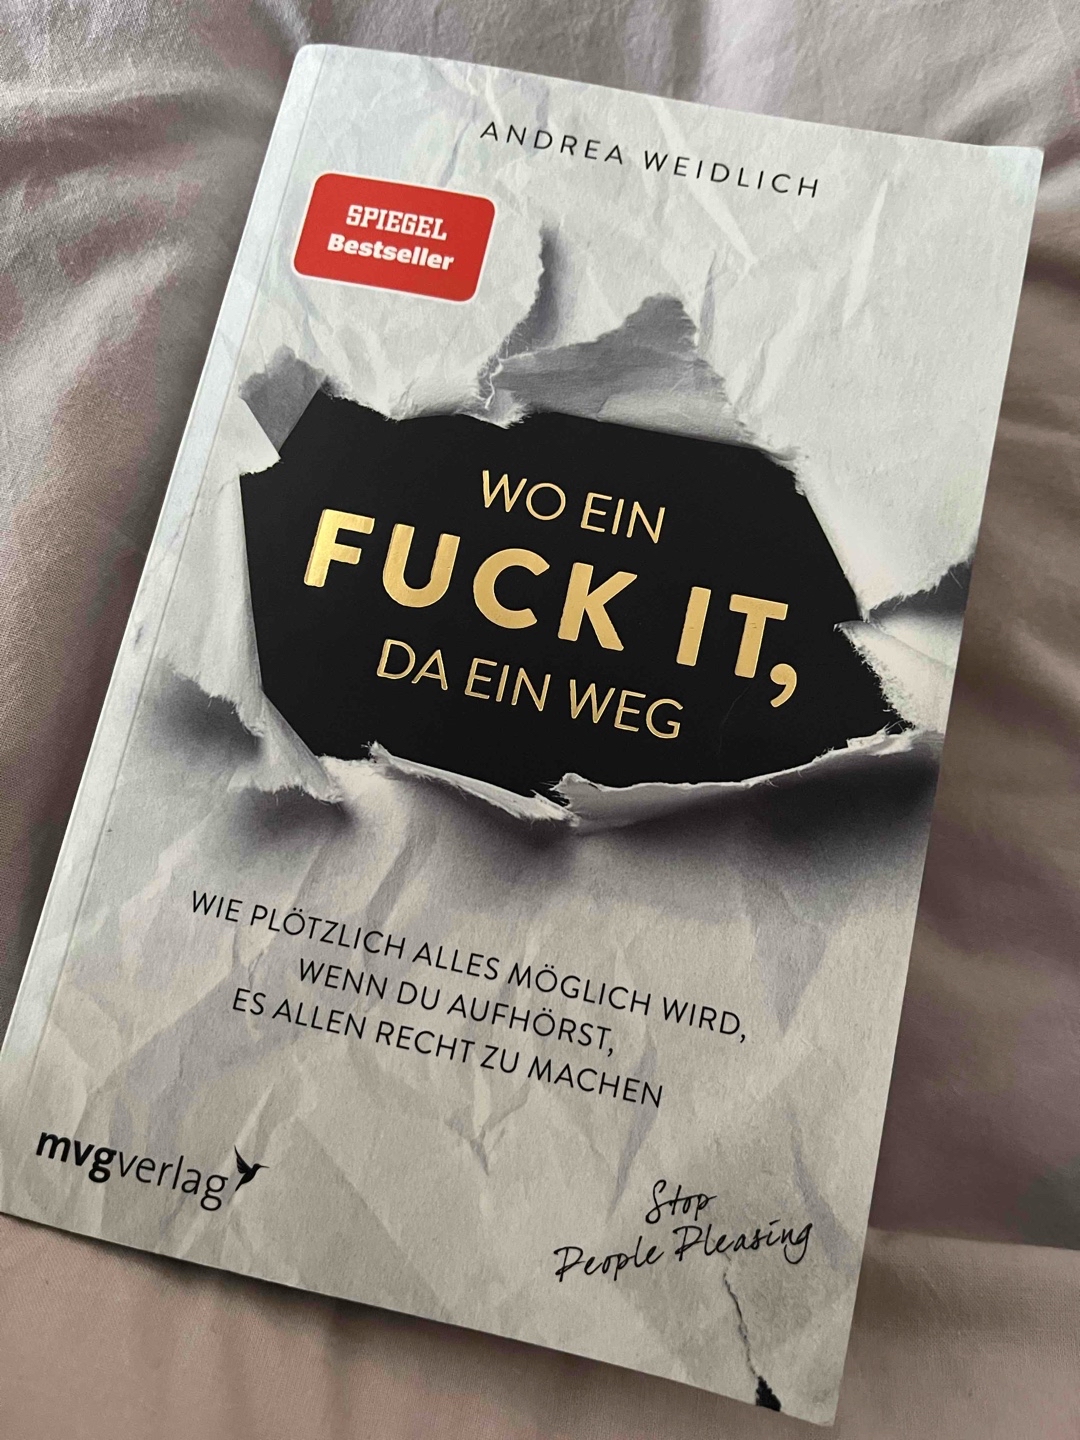 ANDREA WEIDLICH
SPIEGEL
Bestseller
WO EIN
FUCK IT,
DA EIN WEG
WIE PLÖTZLICH ALLES MÖGLICH WIRD,
WENN DU AUFHÖRST,
ES ALLEN RECHT ZU MACHEN
mvgverlag
Stop
People Pleasing